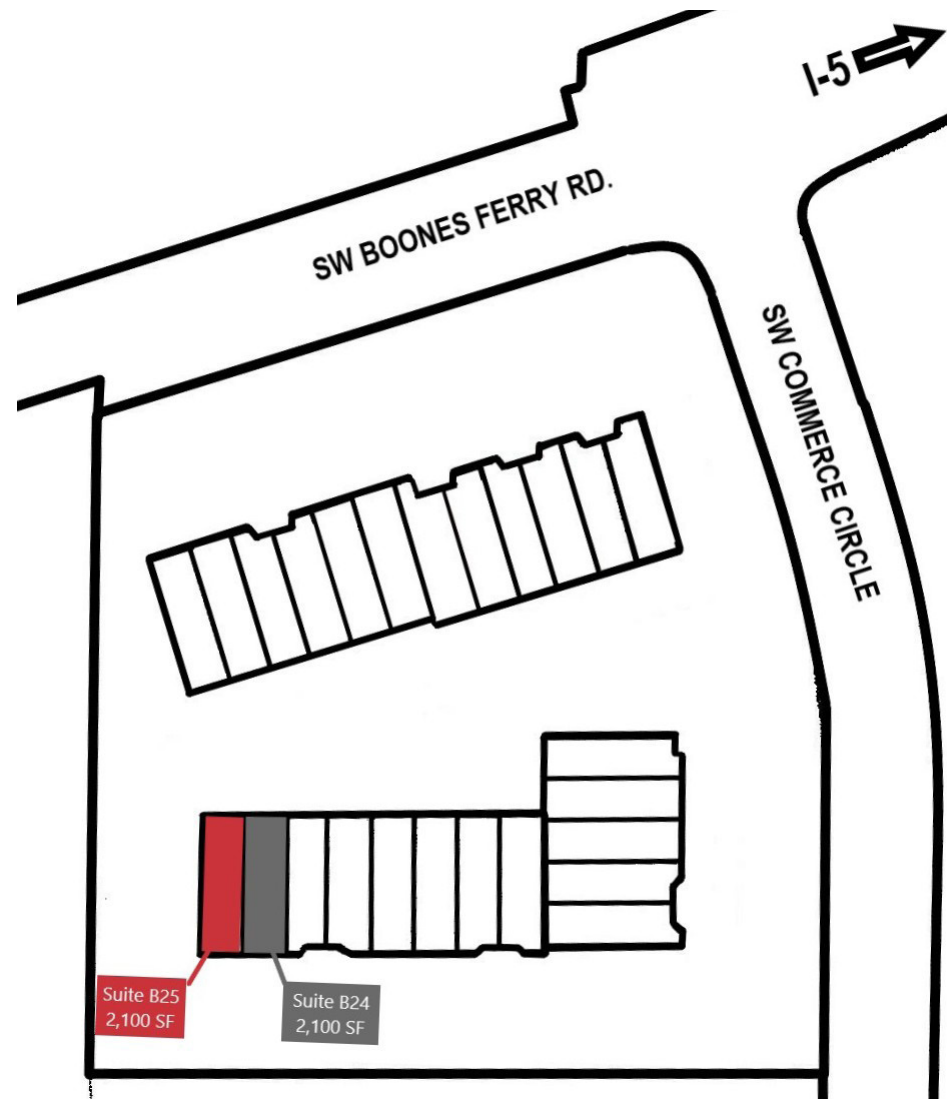 I-5
SW BOONES FERRY RD.
SW COMMERCE CIRCLE
Suite B25
2,100 SF
Suite B24
2,100 SF